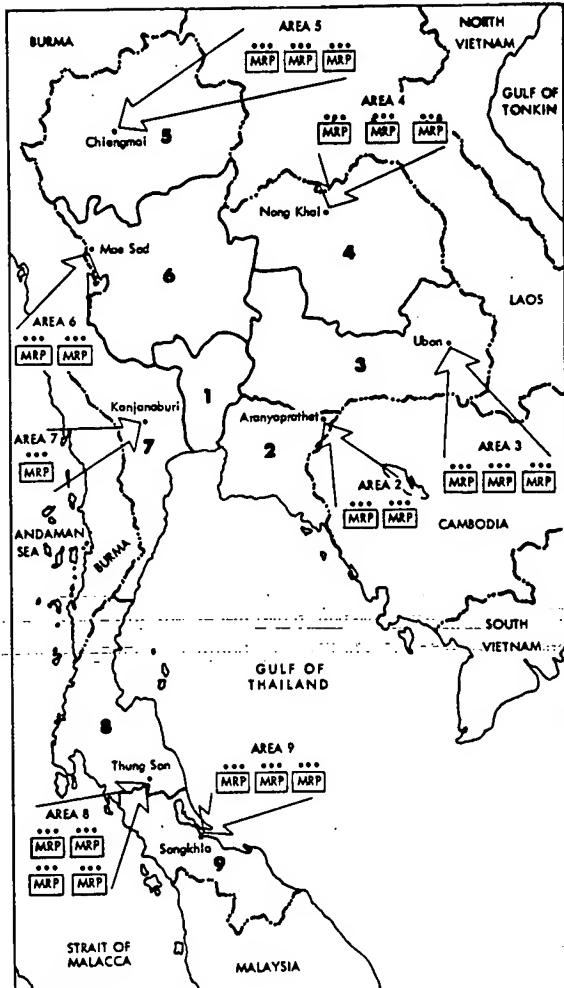 BURMA
AREA 5
MRP MRP MRP
NORTH
VIETNAM
GULF OF
TONKIN
AREA 4
MRP MRP MRP
Chiengmai 5
Nong Khai
4
Mae Sod
6
LAOS
AREA 6
MRP MRP
3
Ubon
1
Kanjanaburi
7
Aranyaprathet
2
AREA 7
MRP
AREA 3
MRP MRP MRP
AREA 2
MRP MRP
CAMBODIA
ANDAMAN
SEA
BURMA
SOUTH
VIETNAM
GULF OF
THAILAND
8
Thung Son
AREA 9
MRP MRP MRP
AREA 8
MRP MRP
MRP MRP
Songkhla
9
STRAIT OF
MALACCA
MALAYSIA